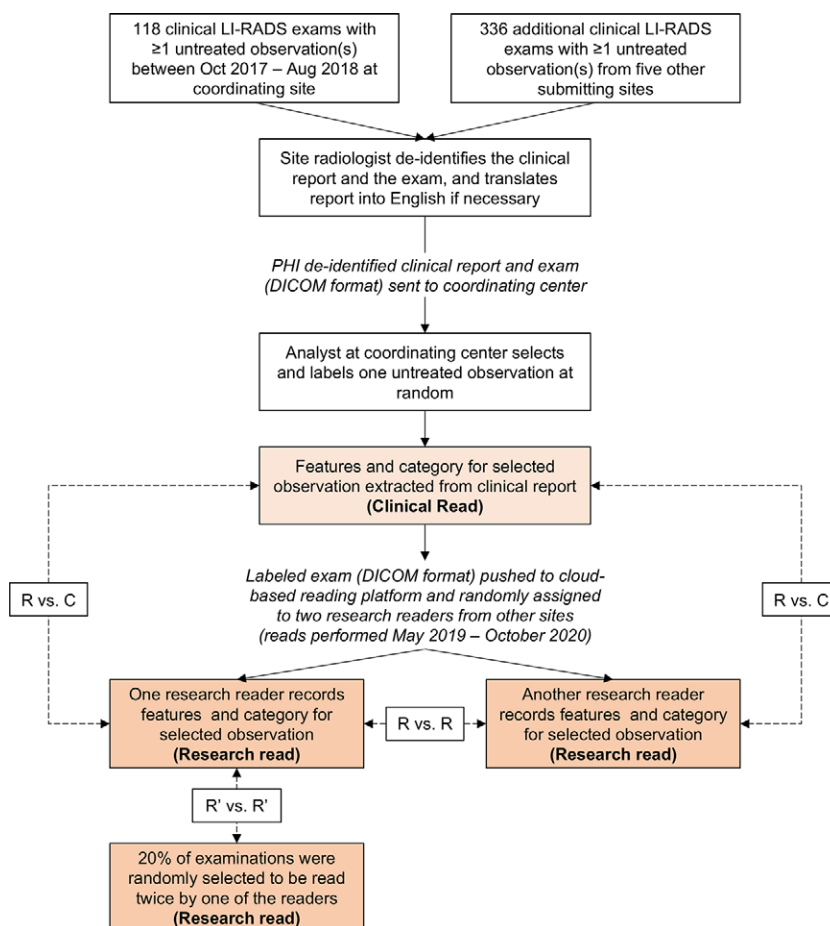 118 clinical LI-RADS exams with
≥1 untreated observation(s)
between Oct 2017 – Aug 2018 at
coordinating site
336 additional clinical LI-RADS
exams with ≥1 untreated
observation(s) from five other
submitting sites
Site radiologist de-identifies the clinical
report and the exam, and translates
report into English if necessary
PHI de-identified clinical report and exam
(DICOM format) sent to coordinating center
Analyst at coordinating center selects
and labels one untreated observation at
random
Features and category for selected
observation extracted from clinical report
(Clinical Read)
R vs. C
R vs. C
Labeled exam (DICOM format) pushed to cloud-
based reading platform and randomly assigned
to two research readers from other sites
(reads performed May 2019 – October 2020)
One research reader records
features and category for
selected observation
(Research read)
R vs. R
Another research reader
records features and category
for selected observation
(Research read)
R' vs. R'
20% of examinations were
randomly selected to be read
twice by one of the readers
(Research read)